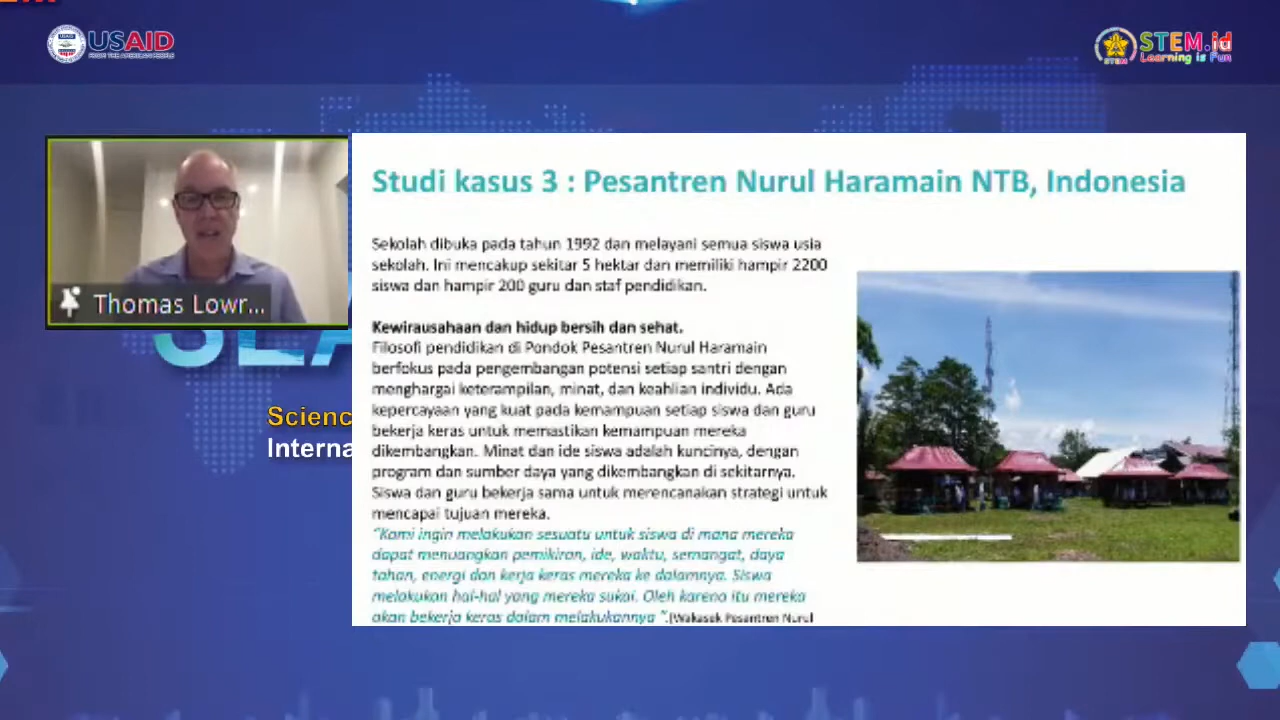 USAID
FROM THE AMERICAN PEOPLE
STEM.id
Learning is Fun
STEM
Studi kasus 3 : Pesantren Nurul Haramain NTB, Indonesia
Sekolah dibuka pada tahun 1992 dan melayani semua siswa usia
sekolah. Ini mencakup sekitar 5 hektar dan memiliki hampir 2200
siswa dan hampir 200 guru dan staf pendidikan.
Kewirausahaan dan hidup bersih dan sehat.
Filosofi pendidikan di Pondok Pesantren Nurul Haramain
berfokus pada pengembangan potensi setiap santri dengan
menghargai keterampilan, minat, dan keahlian individu. Ada
kepercayaan yang kuat pada kemampuan setiap siswa dan guru
bekerja keras untuk memastikan kemampuan mereka
dikembangkan. Minat dan ide siswa adalah kuncinya, dengan
program dan sumber daya yang dikembangkan di sekitarnya.
Siswa dan guru bekerja sama untuk merencanakan strategi untuk
mencapai tujuan mereka.
"Kami ingin melakukan sesuatu untuk siswa di mana mereka
dapat menuangkan pemikiran, ide, waktu, semangat, daya
tahan, energi dan kerja keras mereka ke dalamnya. Siswa
melakukan hal-hal yang mereka sukai. Oleh karena itu mereka
akan bekerja keras dalam melakukannya ".(Wakasek Pesantren Nurul
Thomas Lowr...
Scienc
Interna